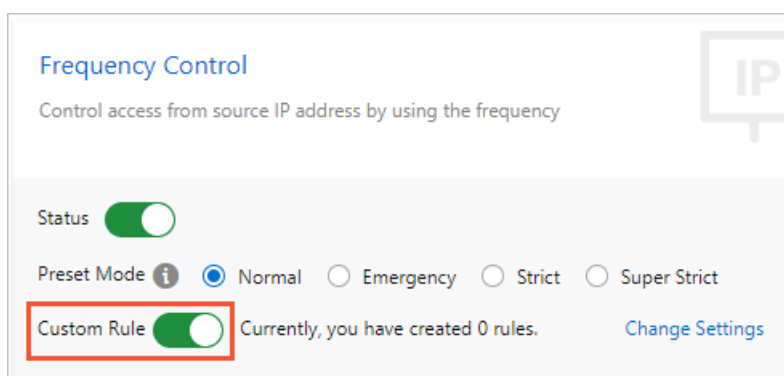 Frequency Control
IP
Control access from source IP address by using the frequency
Status
Preset Mode i Normal Emergency Strict Super Strict
Custom Rule Currently, you have created 0 rules. Change Settings